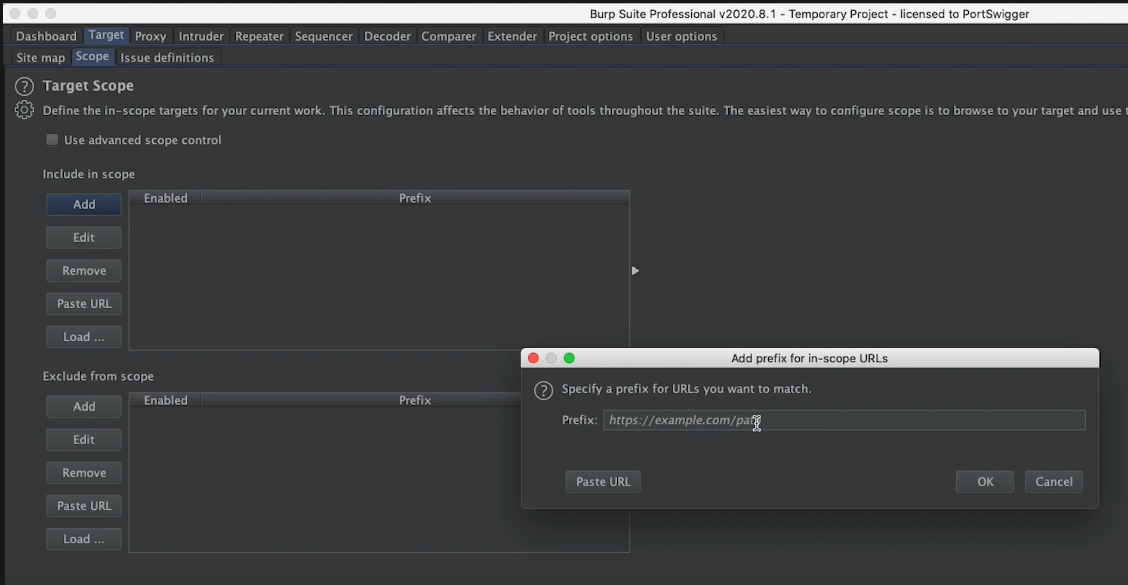 Burp Suite Professional v2020.8.1 - Temporary Project - licensed to PortSwigger
Dashboard Target Proxy Intruder Repeater Sequencer Decoder Comparer Extender Project options User options
Site map Scope Issue definitions
? Target Scope
Define the in-scope targets for your current work. This configuration affects the behavior of tools throughout the suite. The easiest way to configure scope is to browse to your target and use
Use advanced scope control
Include in scope
Enabled Prefix
Add
Edit
Remove
Paste URL
Load ...
Exclude from scope
Enabled Prefix
Add
Edit
Remove
Paste URL
Load ...
Add prefix for in-scope URLs
? Specify a prefix for URLs you want to match.
Prefix: https://example.com/path
Paste URL OK Cancel